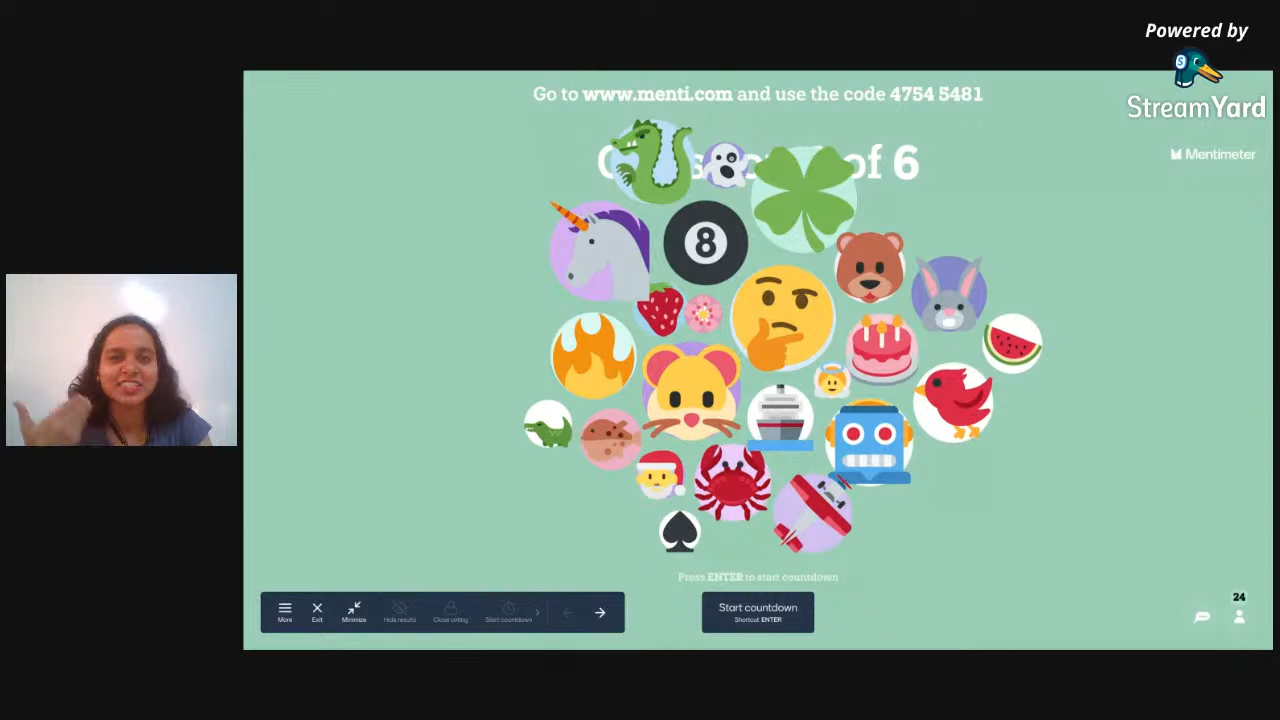 Powered by
StreamYard
Go to www.menti.com and use the code 4754 5481
Mentimeter
of 6
8
Press ENTER to start countdown
Start countdown
Shortcut ENTER
More
Exit
Minimize
Hide results
Close voting
Start countdown
24